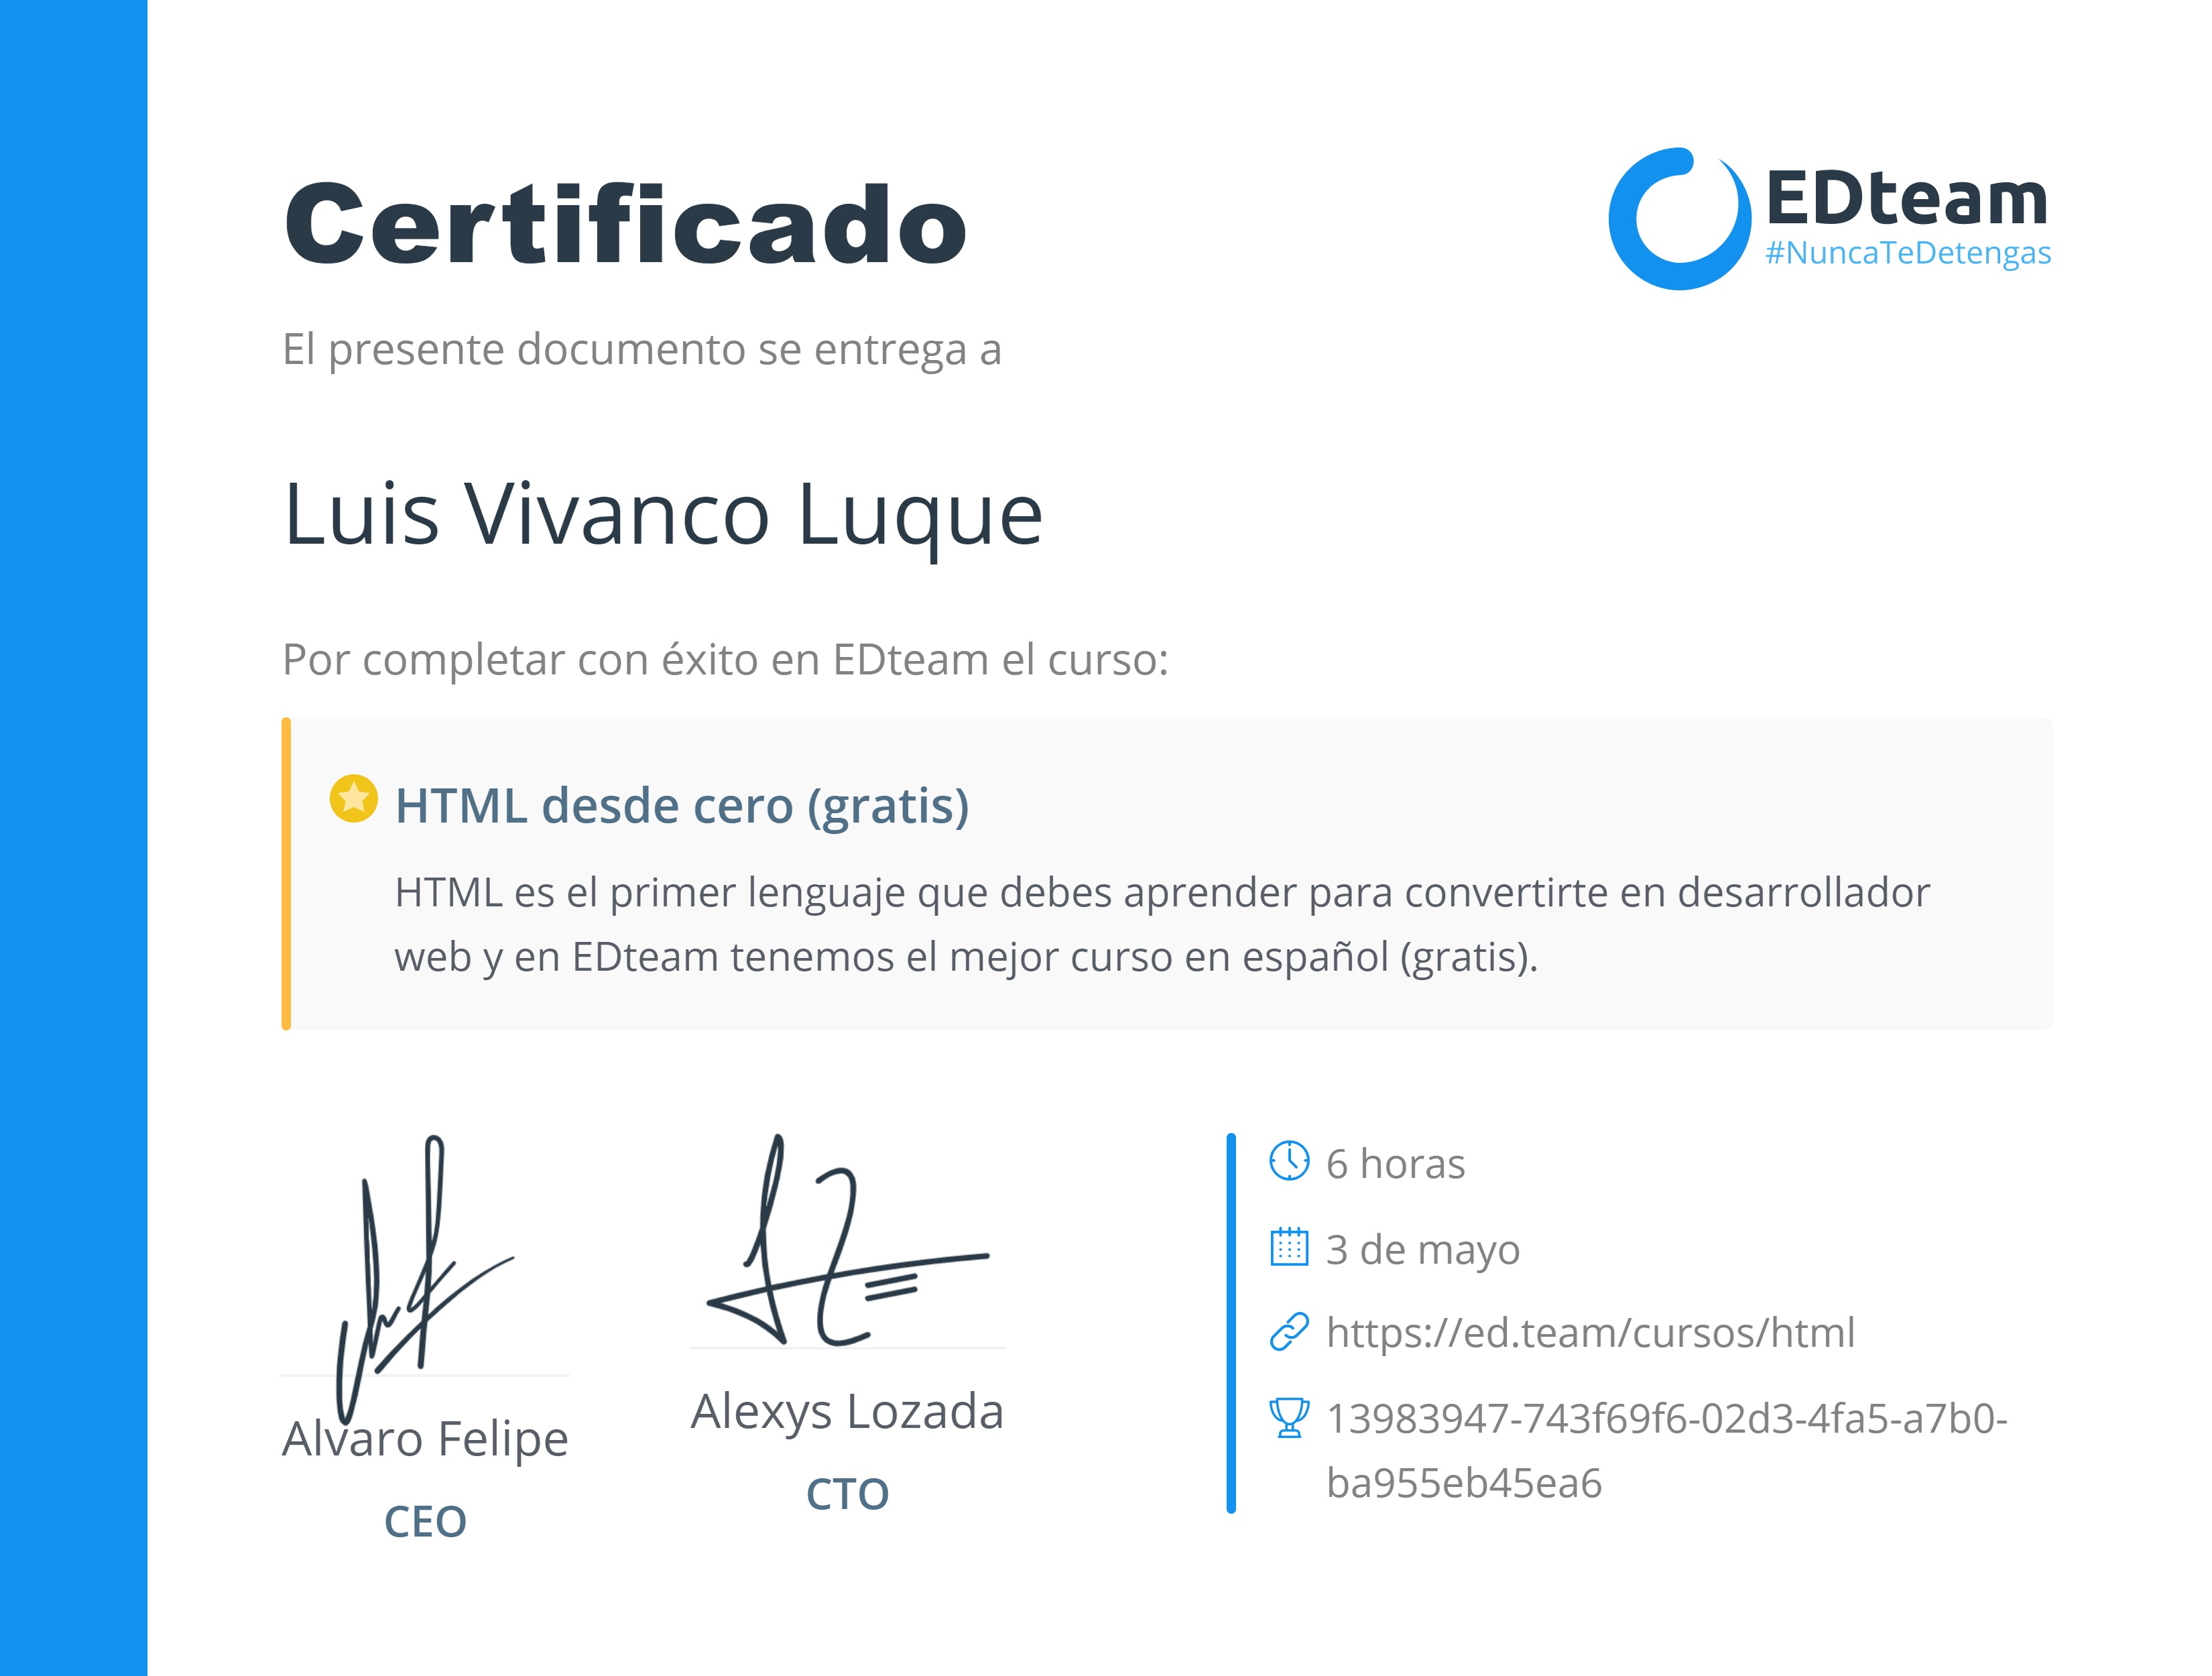 Certificado
EDteam
#NuncaTeDetengas
El presente documento se entrega a
Luis Vivanco Luque
Por completar con éxito en EDteam el curso:
HTML desde cero (gratis)
HTML es el primer lenguaje que debes aprender para convertirte en desarrollador
web y en EDteam tenemos el mejor curso en español (gratis).
Alvaro Felipe
CEO
Alexys Lozada
CTO
6 horas
3 de mayo
https://ed.team/cursos/html
13983947-743f69f6-02d3-4fa5-a7b0-
ba955eb45ea6